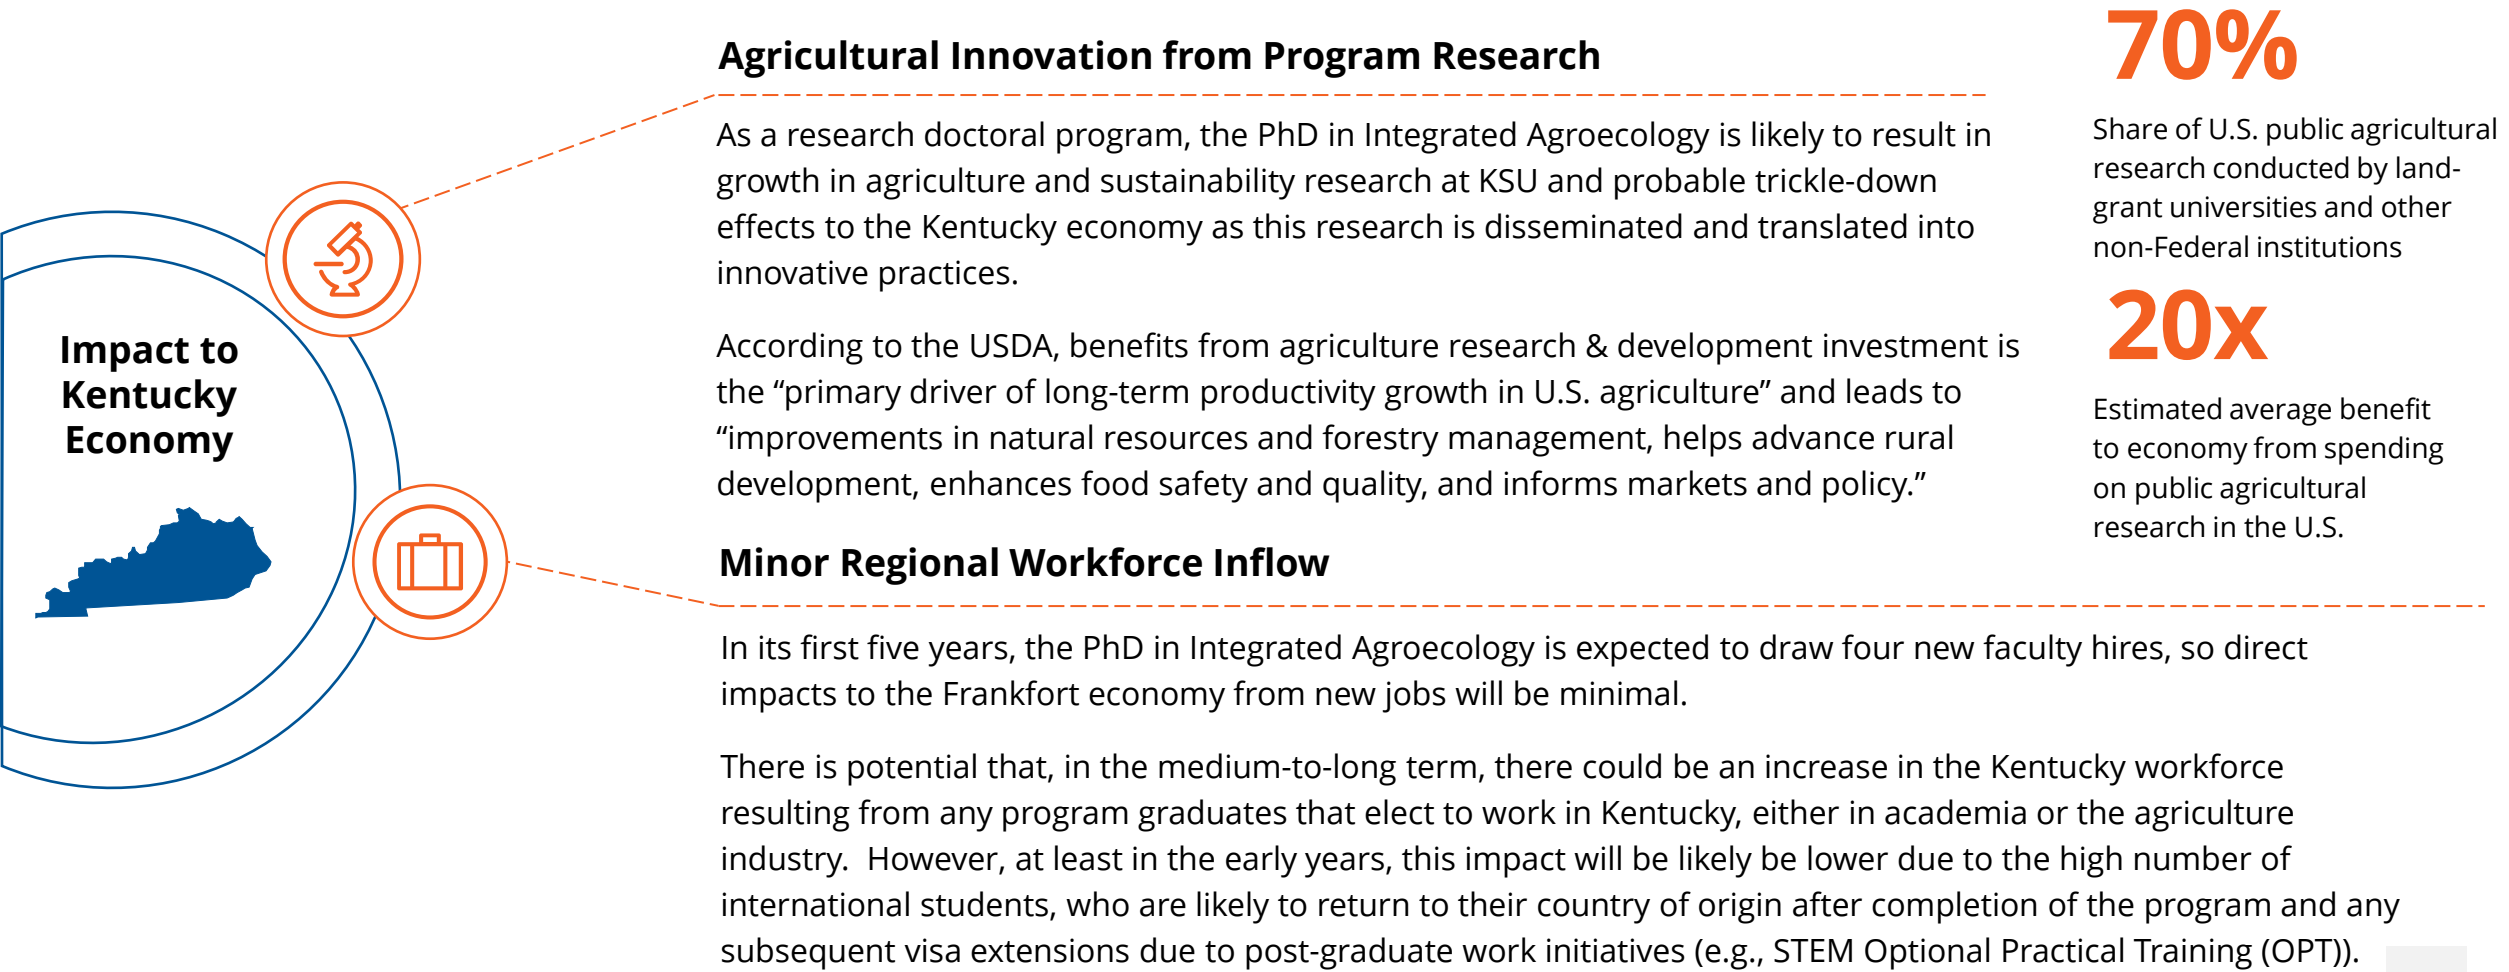 Impact to
Kentucky
Economy
Agricultural Innovation from Program Research
As a research doctoral program, the PhD in Integrated Agroecology is likely to result in
growth in agriculture and sustainability research at KSU and probable trickle-down
effects to the Kentucky economy as this research is disseminated and translated into
innovative practices.
According to the USDA, benefits from agriculture research & development investment is
the “primary driver of long-term productivity growth in U.S. agriculture” and leads to
“improvements in natural resources and forestry management, helps advance rural
development, enhances food safety and quality, and informs markets and policy.”
70%
Share of U.S. public agricultural
research conducted by land-
grant universities and other
non-Federal institutions
20x
Estimated average benefit
to economy from spending
on public agricultural
research in the U.S.
Minor Regional Workforce Inflow
In its first five years, the PhD in Integrated Agroecology is expected to draw four new faculty hires, so direct
impacts to the Frankfort economy from new jobs will be minimal.
There is potential that, in the medium-to-long term, there could be an increase in the Kentucky workforce
resulting from any program graduates that elect to work in Kentucky, either in academia or the agriculture
industry.  However, at least in the early years, this impact will be likely be lower due to the high number of
international students, who are likely to return to their country of origin after completion of the program and any
subsequent visa extensions due to post-graduate work initiatives (e.g., STEM Optional Practical Training (OPT)).